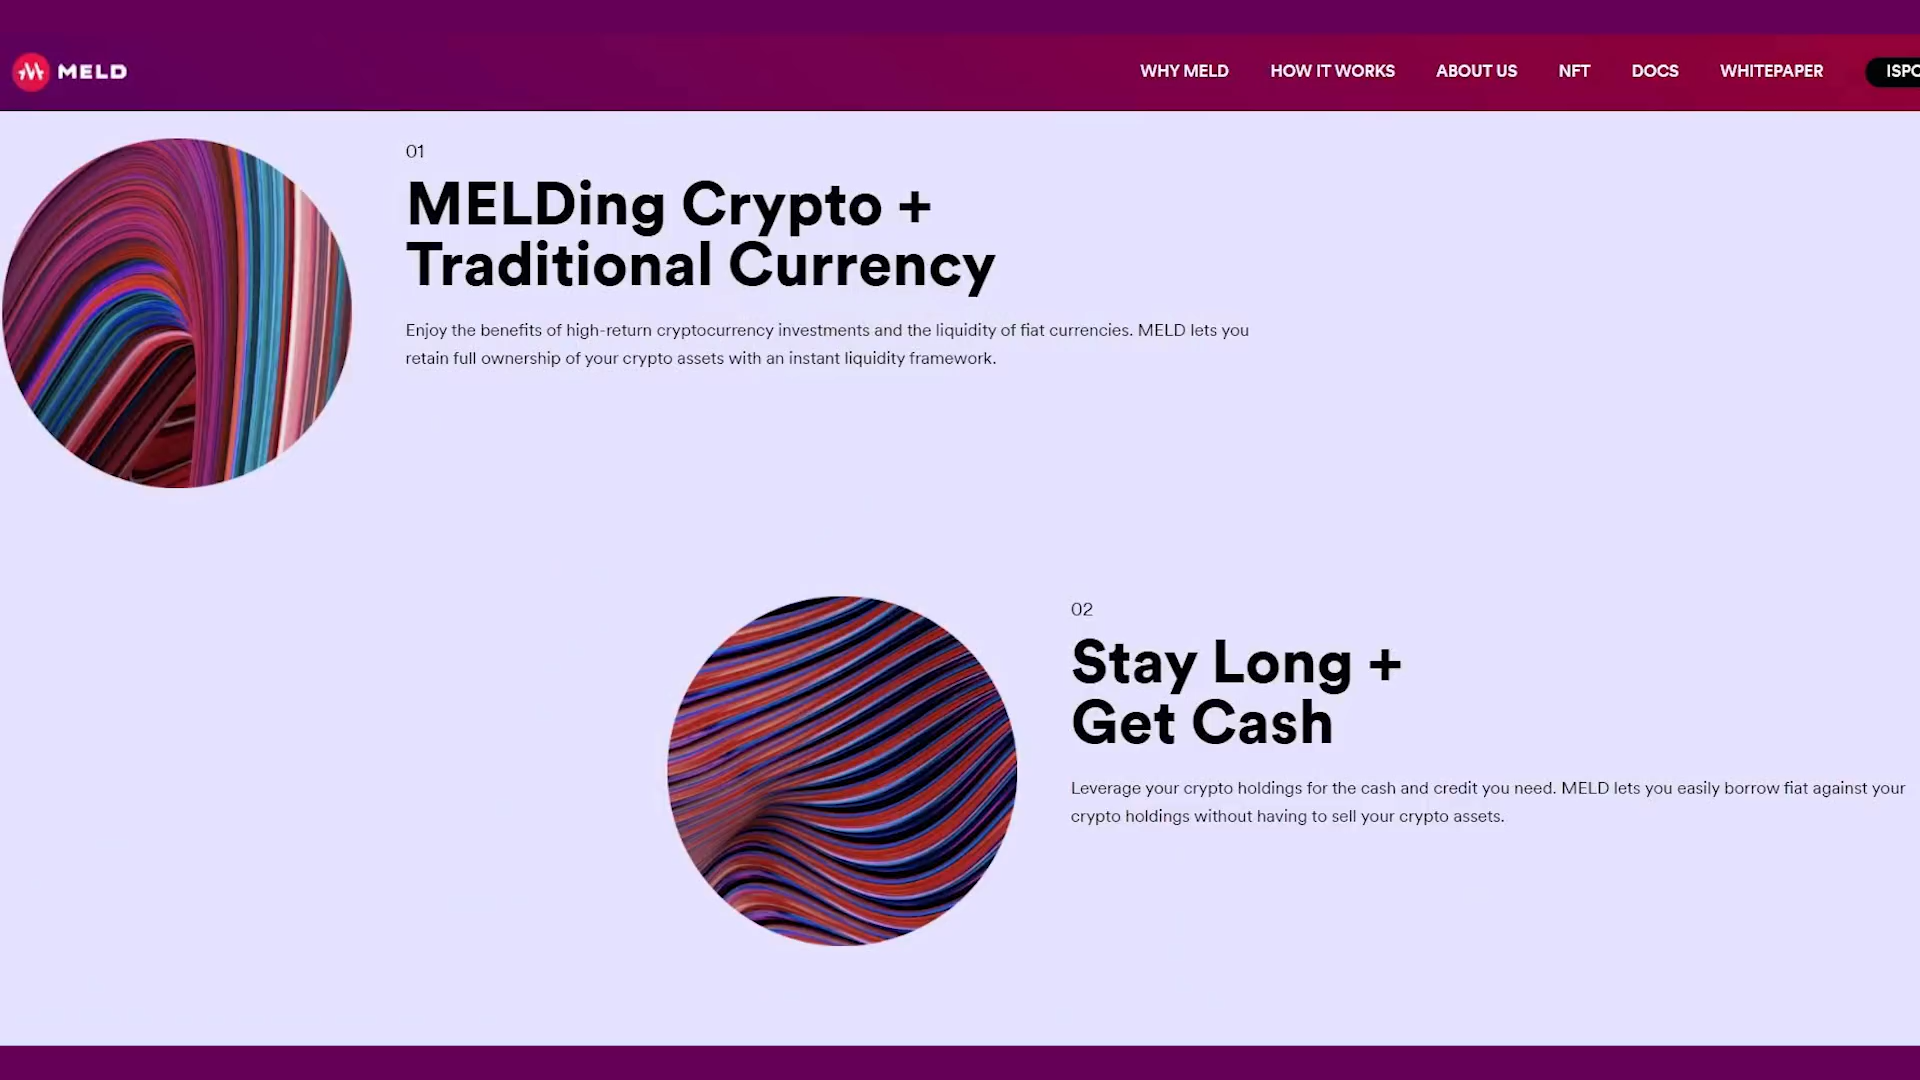 MELD
WHY MELD
HOW IT WORKS
ABOUT US
NFT
DOCS
WHITEPAPER
ISPO
01
MELDing Crypto +
Traditional Currency
Enjoy the benefits of high-return cryptocurrency investments and the liquidity of fiat currencies. MELD lets you
retain full ownership of your crypto assets with an instant liquidity framework.
02
Stay Long +
Get Cash
Leverage your crypto holdings for the cash and credit you need. MELD lets you easily borrow fiat against your
crypto holdings without having to sell your crypto assets.